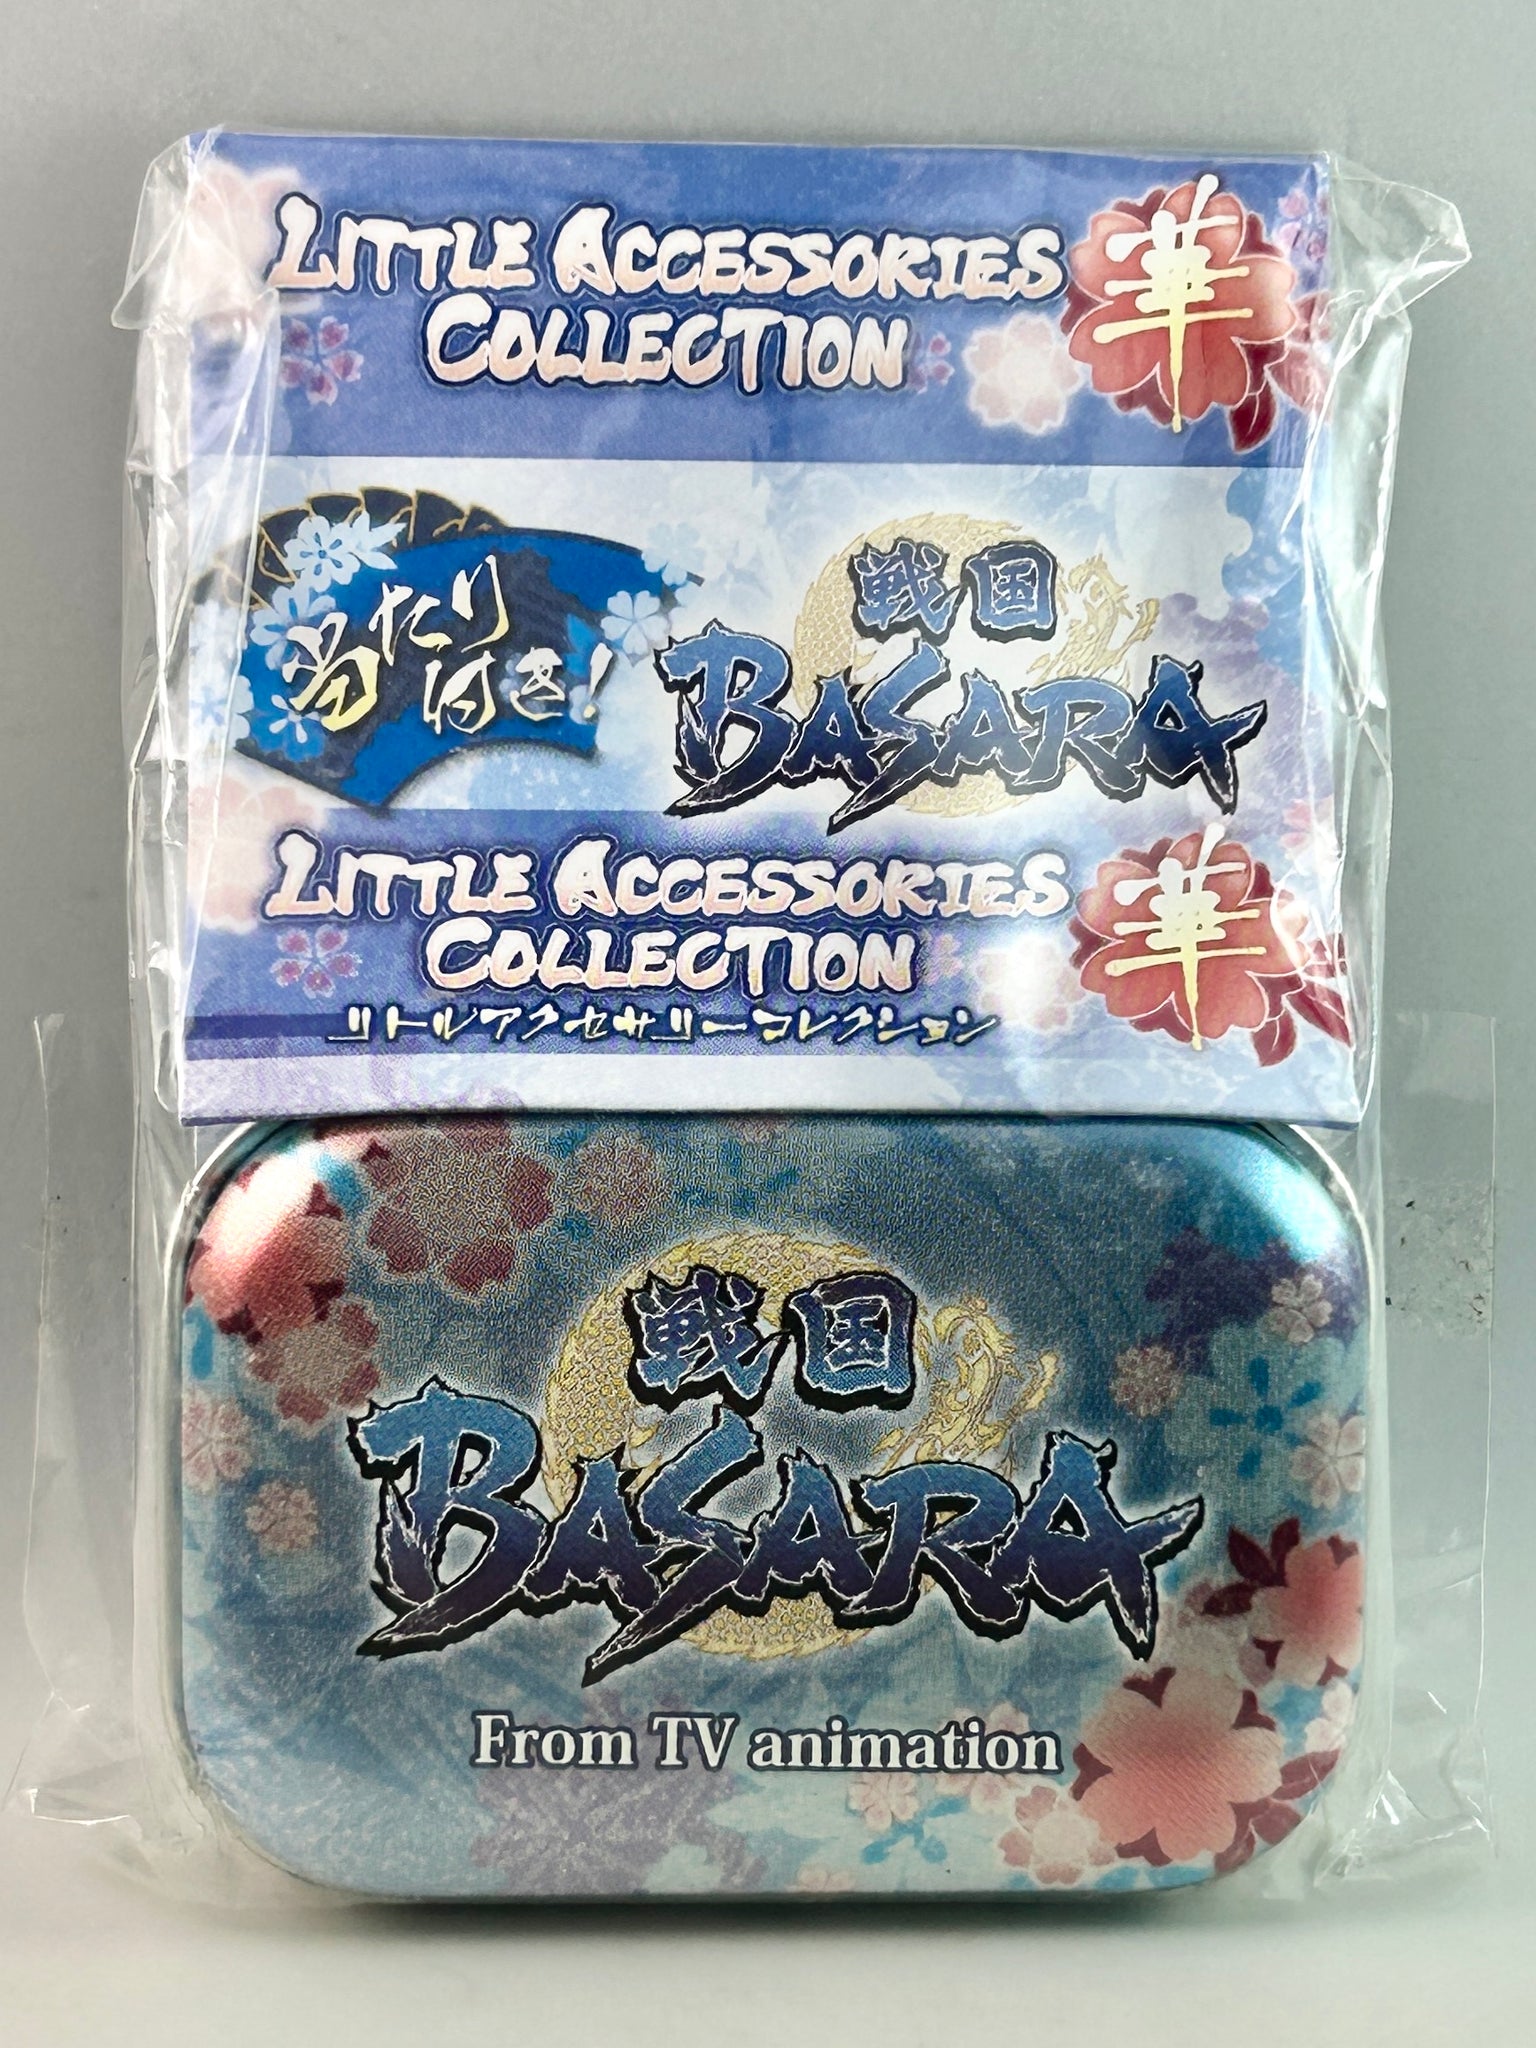 LITTLE ACCESSORIES
COLLECTION
華
当たり
付き!
戦国
BASARA
LITTLE ACCESSORIES
COLLECTION
華
リトルアクセサリーコレクション
戦国
BASARA
From TV animation